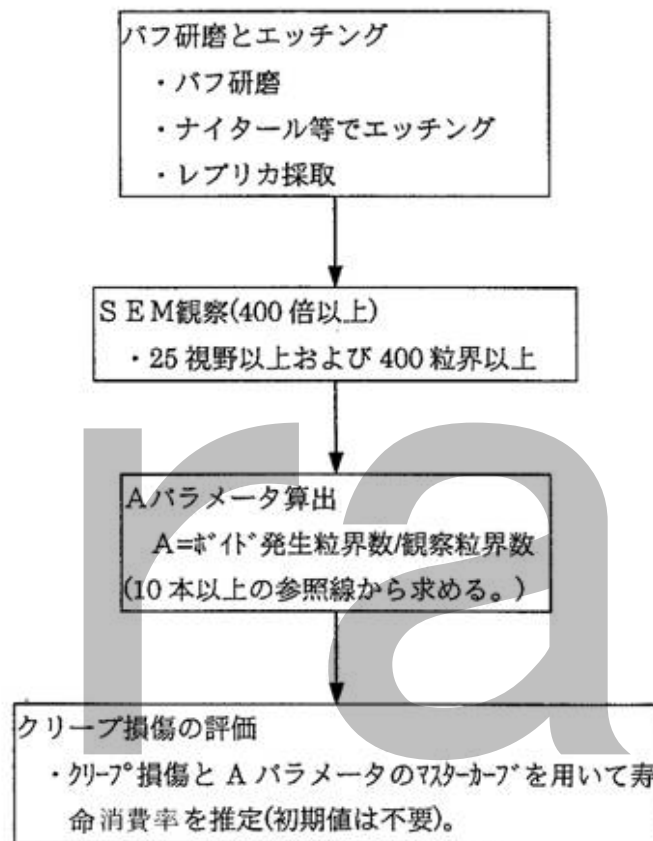 バフ研磨とエッチング
・バフ研磨
・ナイタール等でエッチング
・レプリカ採取
SEM観察(400倍以上)
・25視野以上および400粒界以上
Aパラメータ算出
A=ﾎﾞｲﾄﾞ発生粒界数/観察粒界数
(10本以上の参照線から求める。)
クリープ損傷の評価
・ｸﾘｰﾌﾟ損傷とAパラメータのﾏｽﾀｰｶｰﾌﾞを用いて寿
命消費率を推定(初期値は不要)。
ra